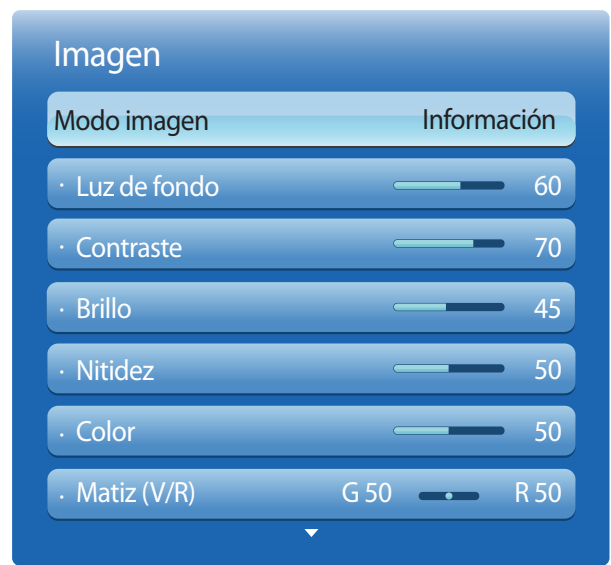 Imagen
Modo imagen Información
· Luz de fondo 60
· Contraste 70
· Brillo 45
· Nitidez 50
· Color 50
· Matiz (V/R) G 50 R 50